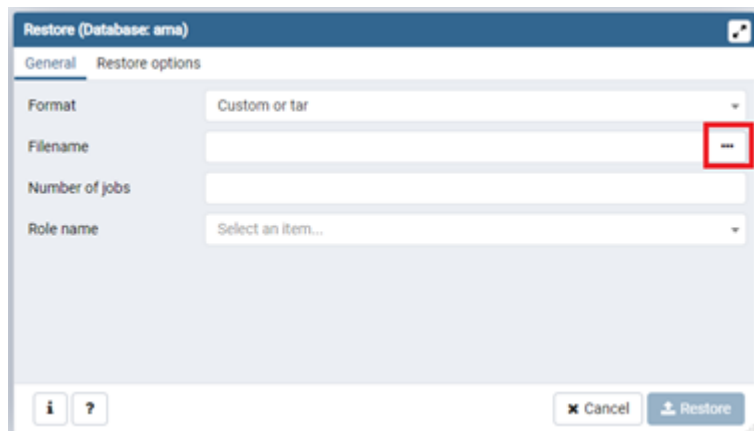 Restore (Database: ama)
General Restore options
Format Custom or tar
Filename ...
Number of jobs
Role name Select an item...
i ? Cancel Restore